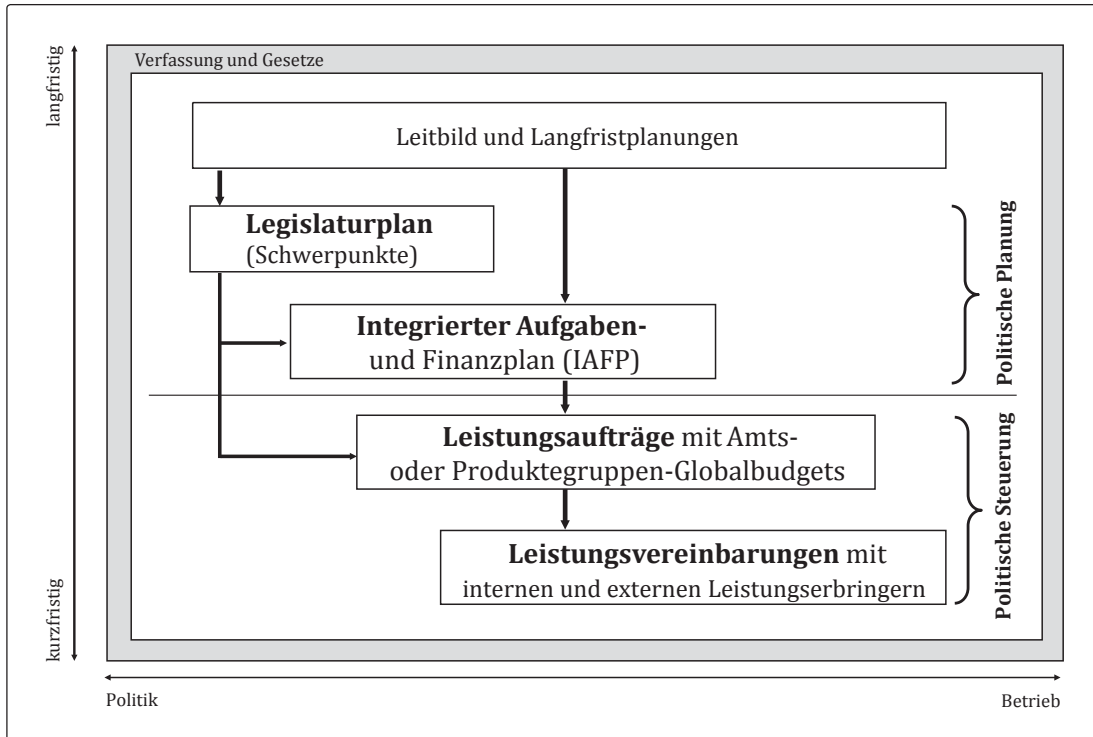 langfristig
Verfassung und Gesetze
Leitbild und Langfristplanungen
Legislaturplan
(Schwerpunkte)
Politische Planung
Integrierter Aufgaben-
und Finanzplan (IAFP)
Leistungsaufträge mit Amts-
oder Produktegruppen-Globalbudgets
Politische Steuerung
Leistungsvereinbarungen mit
internen und externen Leistungserbringern
kurzfristig
Politik
Betrieb